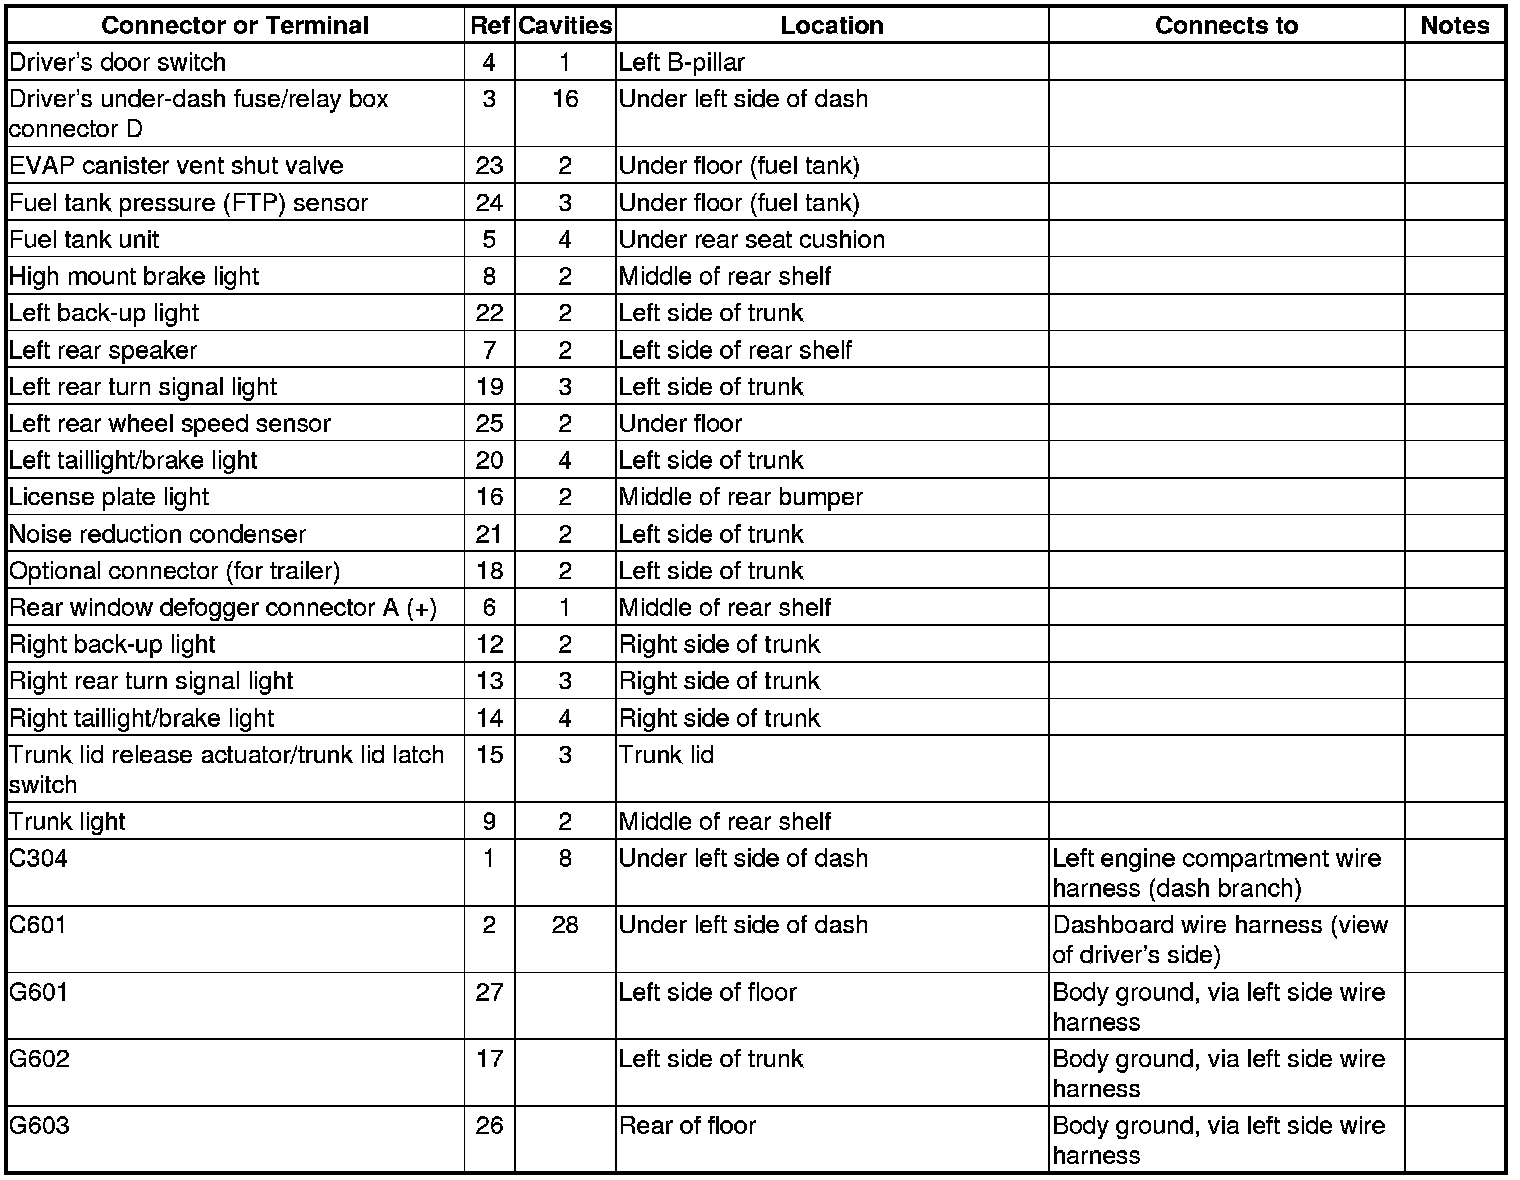 Connector or Terminal Ref Cavities Location Connects to Notes
Driver's door switch 4 1 Left B-pillar
Driver's under-dash fuse/relay box 3 16 Under left side of dash
connector D
EVAP canister vent shut valve 23 2 Under floor (fuel tank)
Fuel tank pressure (FTP) sensor 24 3 Under floor (fuel tank)
Fuel tank unit 5 4 Under rear seat cushion
High mount brake light 8 2 Middle of rear shelf
Left back-up light 22 2 Left side of trunk
Left rear speaker 7 2 Left side of rear shelf
Left rear turn signal light 19 3 Left side of trunk
Left rear wheel speed sensor 25 2 Under floor
Left taillight/brake light 20 4 Left side of trunk
License plate light 16 2 Middle of rear bumper
Noise reduction condenser 21 2 Left side of trunk
Optional connector (for trailer) 18 2 Left side of trunk
Rear window defogger connector A (+) 6 1 Middle of rear shelf
Right back-up light 12 2 Right side of trunk
Right rear turn signal light 13 3 Right side of trunk
Right taillight/brake light 14 4 Right side of trunk
Trunk lid release actuator/trunk lid latch 15 3 Trunk lid
switch
Trunk light 9 2 Middle of rear shelf
C304 1 8 Under left side of dash Left engine compartment wire
harness (dash branch)
C601 2 28 Under left side of dash Dashboard wire harness (view
of driver's side)
G601 27 Left side of floor Body ground, via left side wire
harness
G602 17 Left side of trunk Body ground, via left side wire
harness
G603 26 Rear of floor Body ground, via left side wire
harness